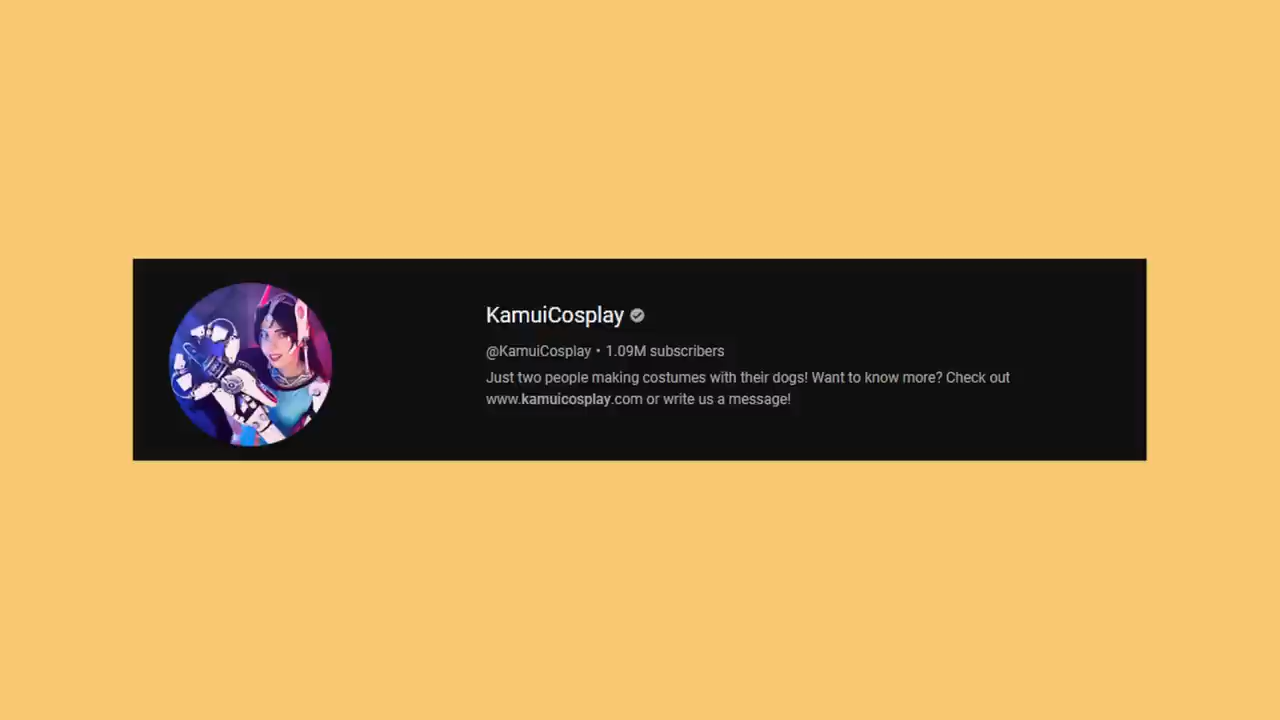 KamuiCosplay
@KamuiCosplay • 1.09M subscribers
Just two people making costumes with their dogs! Want to know more? Check out
www.kamuicosplay.com or write us a message!